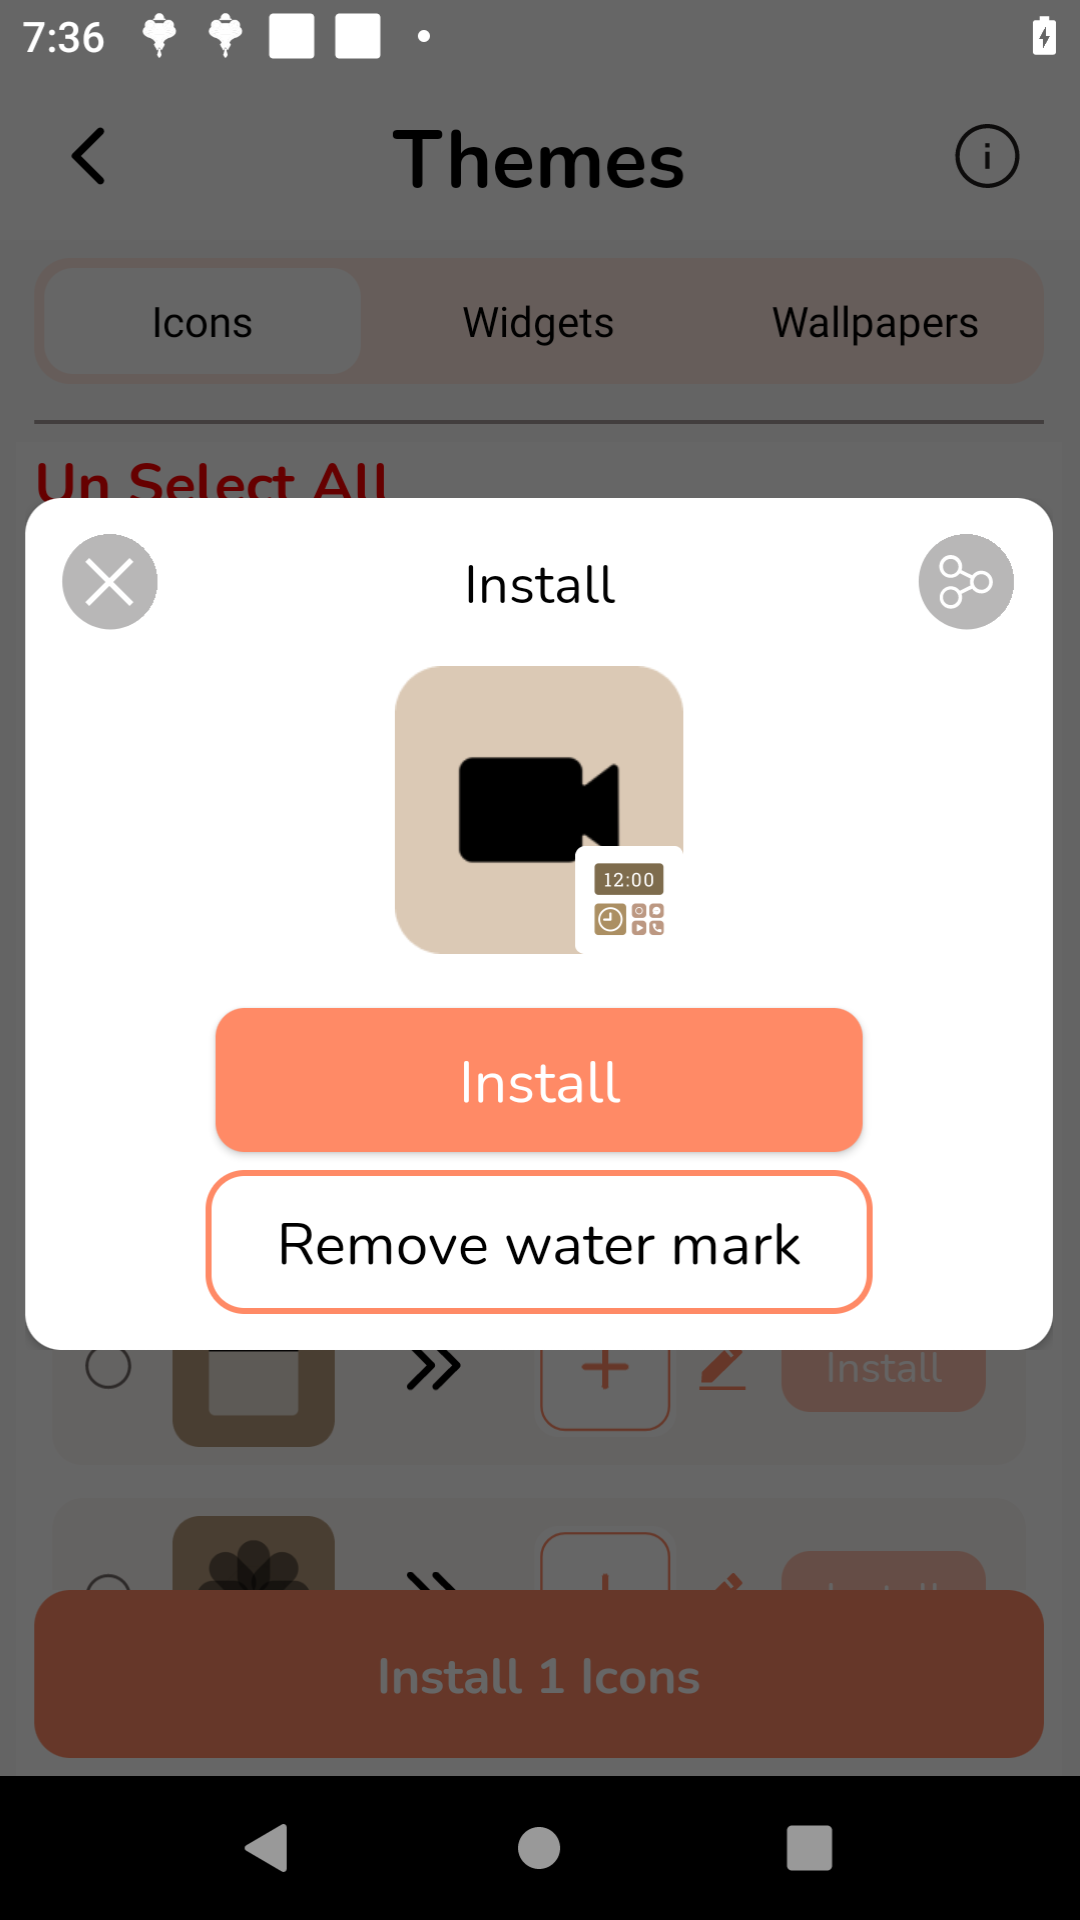 7:36
Themes
Icons
Widgets
Wallpapers
Un Select All
Install
12:00
Install
Remove water mark
Install
Install 1 Icons